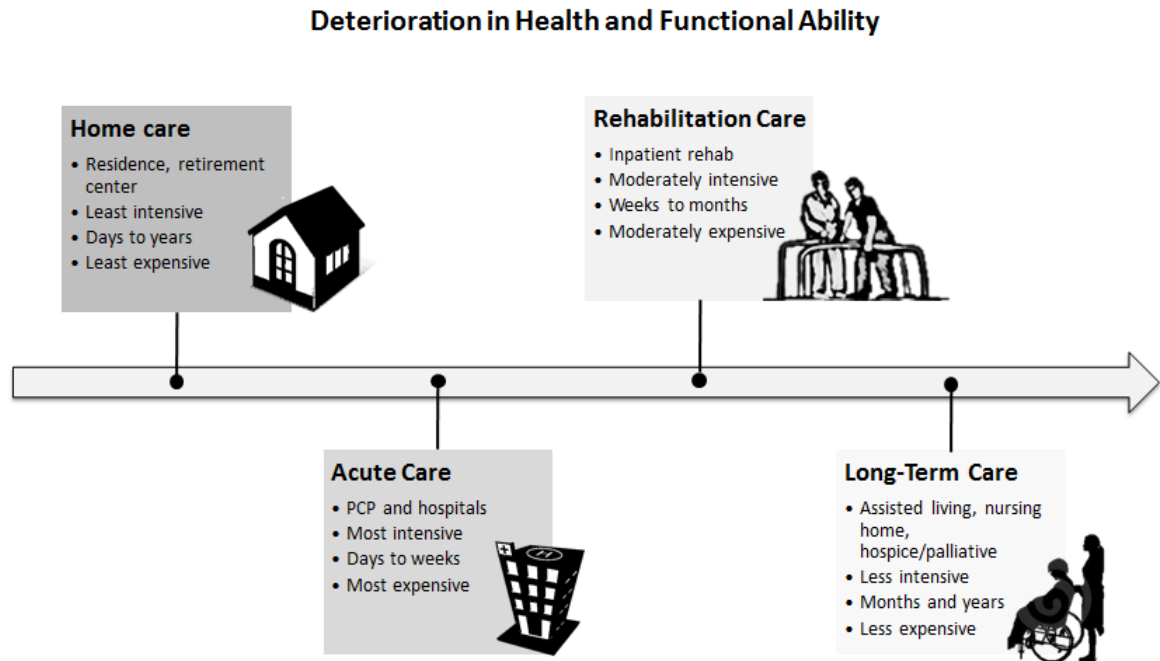 Deterioration in Health and Functional Ability
Home care
• Residence, retirement
center
• Least intensive
• Days to years
• Least expensive
Acute Care
• PCP and hospitals
• Most intensive
• Days to weeks
• Most expensive
H
Rehabilitation Care
• Inpatient rehab
• Moderately intensive
• Weeks to months
• Moderately expensive
Long-Term Care
• Assisted living, nursing
home,
hospice/palliative
• Less intensive
• Months and years
• Less expensive